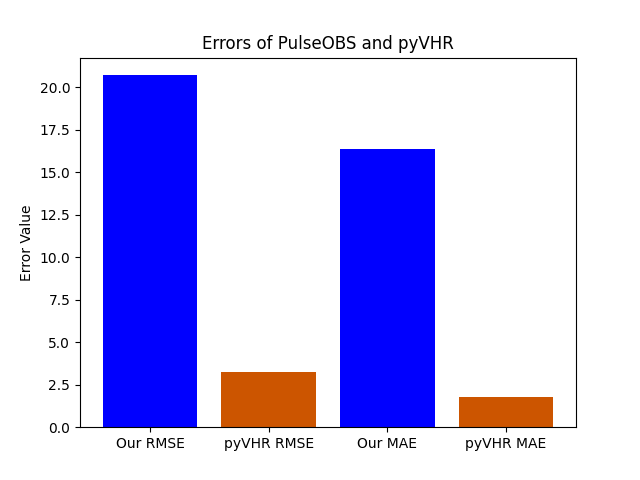 Errors of PulseOBS and pyVHR
Error Value
20.0
17.5
15.0
12.5
10.0
7.5
5.0
2.5
0.0
Our RMSE
pyVHR RMSE
Our MAE
pyVHR MAE